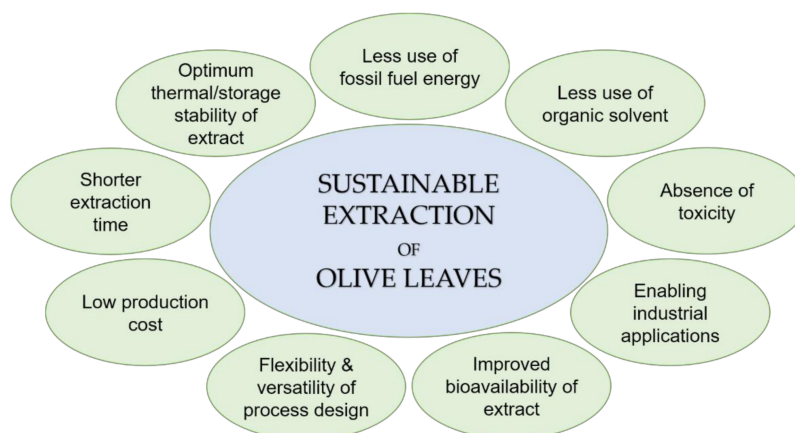 Less use of
fossil fuel energy
Optimum
thermal/storage
stability of
extract
Less use of
organic solvent
SUSTAINABLE
EXTRACTION
OF
OLIVE LEAVES
Shorter
extraction
time
Absence of
toxicity
Low production
cost
Enabling
industrial
applications
Flexibility &
versatility of
process design
Improved
bioavailability of
extract